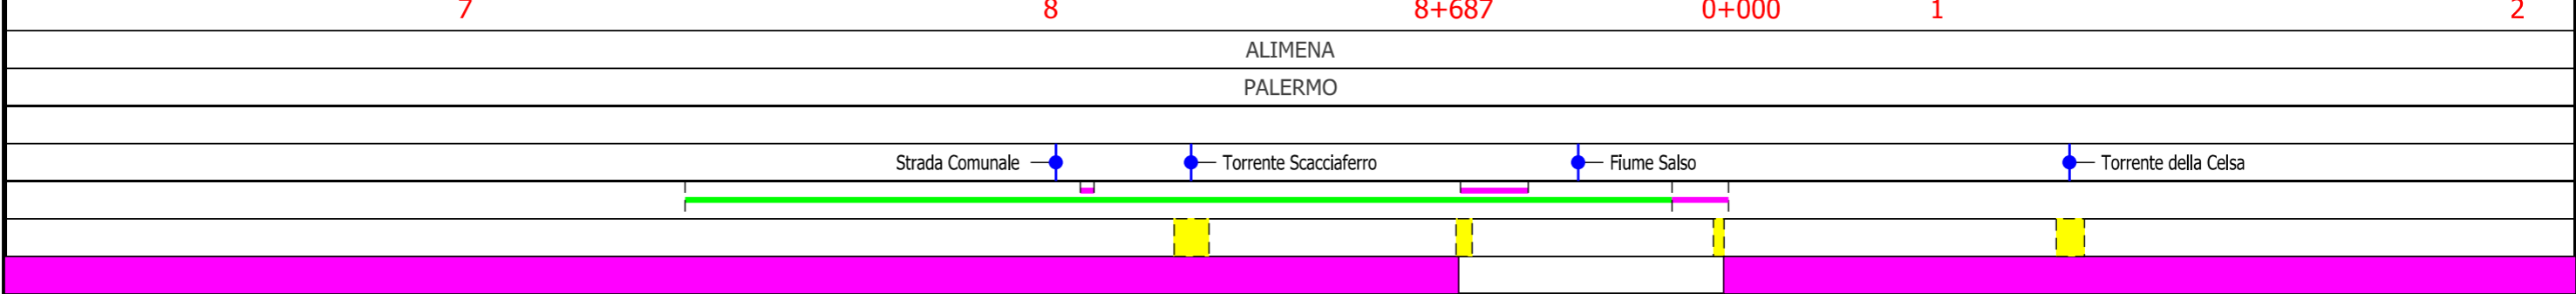 7 8 8+687 0+000 1 2
ALIMENA
PALERMO
Strada Comunale Torrente Scacciaferro Fiume Salso Torrente della Celsa